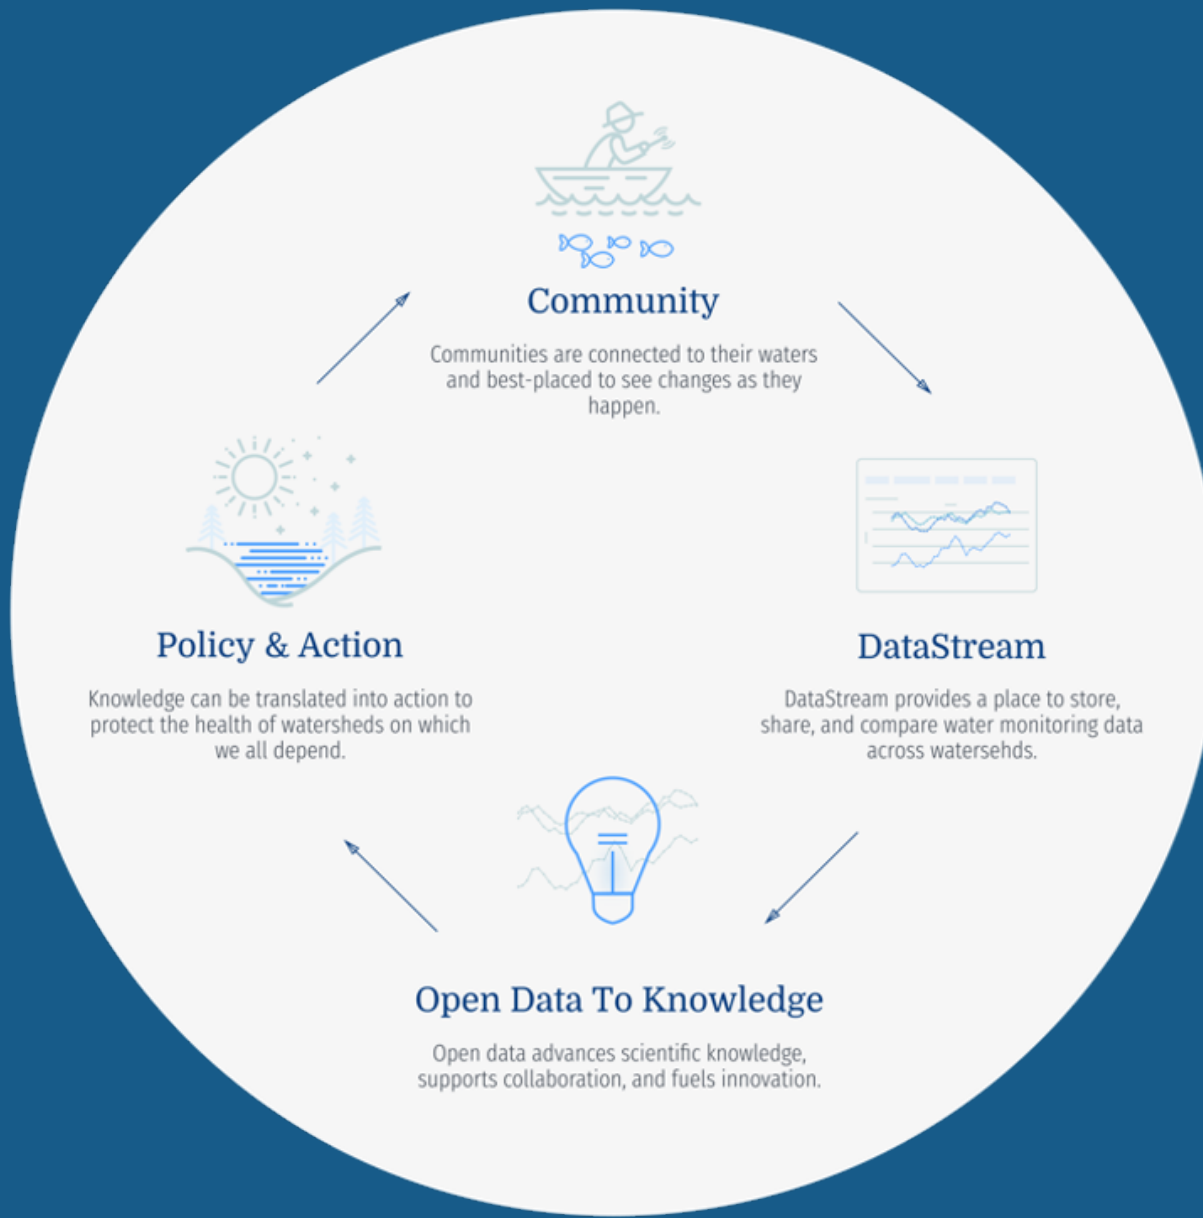 Community
Communities are connected to their waters
and best-placed to see changes as they
happen.
Policy & Action
Knowledge can be translated into action to
protect the health of watersheds on which
we all depend.
DataStream
DataStream provides a place to store,
share, and compare water monitoring data
across watersehds.
Open Data To Knowledge
Open data advances scientific knowledge,
supports collaboration, and fuels innovation.